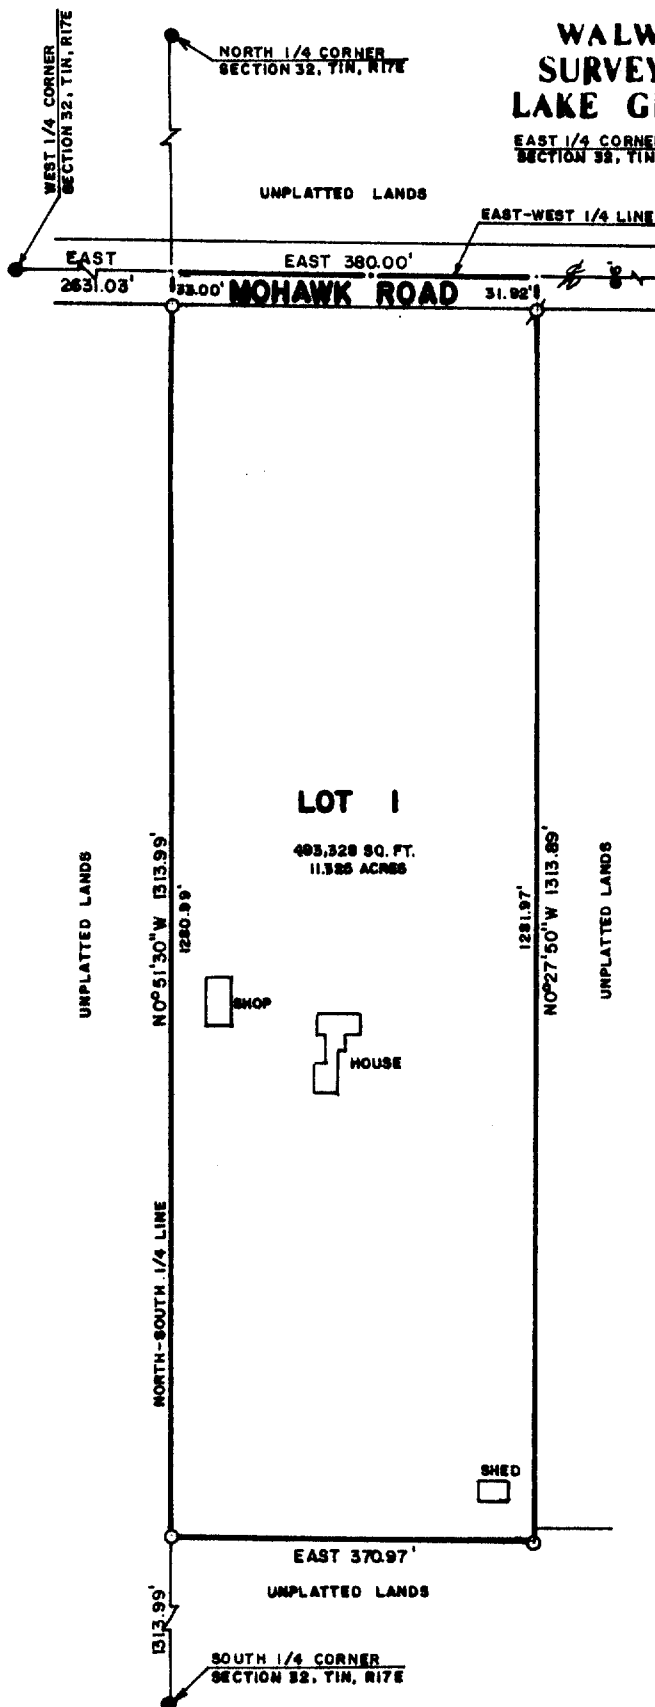 WALW
SURVEY
LAKE GE
NORTH 1/4 CORNER
SECTION 32, T1N, R17E
WEST 1/4 CORNER
SECTION 32, T1N, R17E
EAST 1/4 CORNER
SECTION 32, T1N
UNPLATTED LANDS
EAST-WEST 1/4 LINE
EAST
2631.03'
EAST 380.00'
33.00'
MOHAWK ROAD
31.92'
66'
LOT 1
493,328 SQ. FT.
11.325 ACRES
UNPLATTED LANDS
N0°51'30"W 1313.99'
1280.99'
1281.97'
N0°27'50"W 1313.89'
UNPLATTED LANDS
SHOP
HOUSE
NORTH-SOUTH 1/4 LINE
SHED
EAST 370.97'
UNPLATTED LANDS
1313.99'
SOUTH 1/4 CORNER
SECTION 32, T1N, R17E